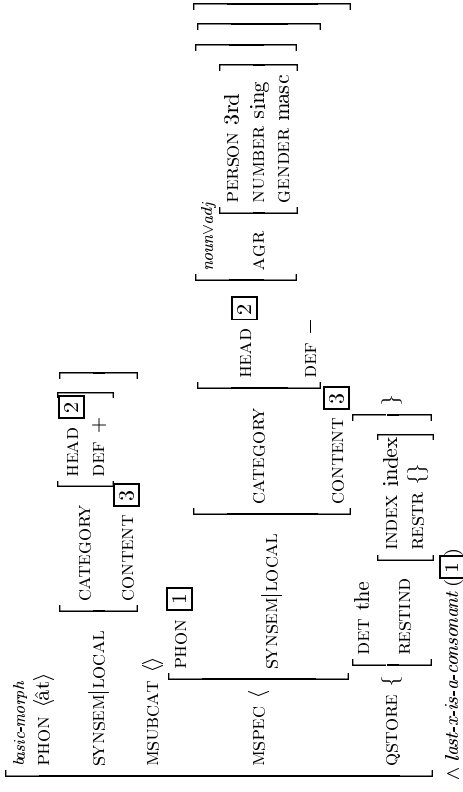 basic-morph
PHON ⟨ât⟩
SYNSEM|LOCAL
CATEGORY
HEAD 2
DEF +
CONTENT 3
MSUBCAT ⟨⟩
MSPEC ⟨
PHON 1
SYNSEM|LOCAL
CATEGORY
HEAD 2
noun∨adj
AGR
PERSON 3rd
NUMBER sing
GENDER masc
DEF −
CONTENT 3
QSTORE {
DET the
RESTIND
INDEX index
RESTR {}
}
∧ last-x-is-a-consonant (1)